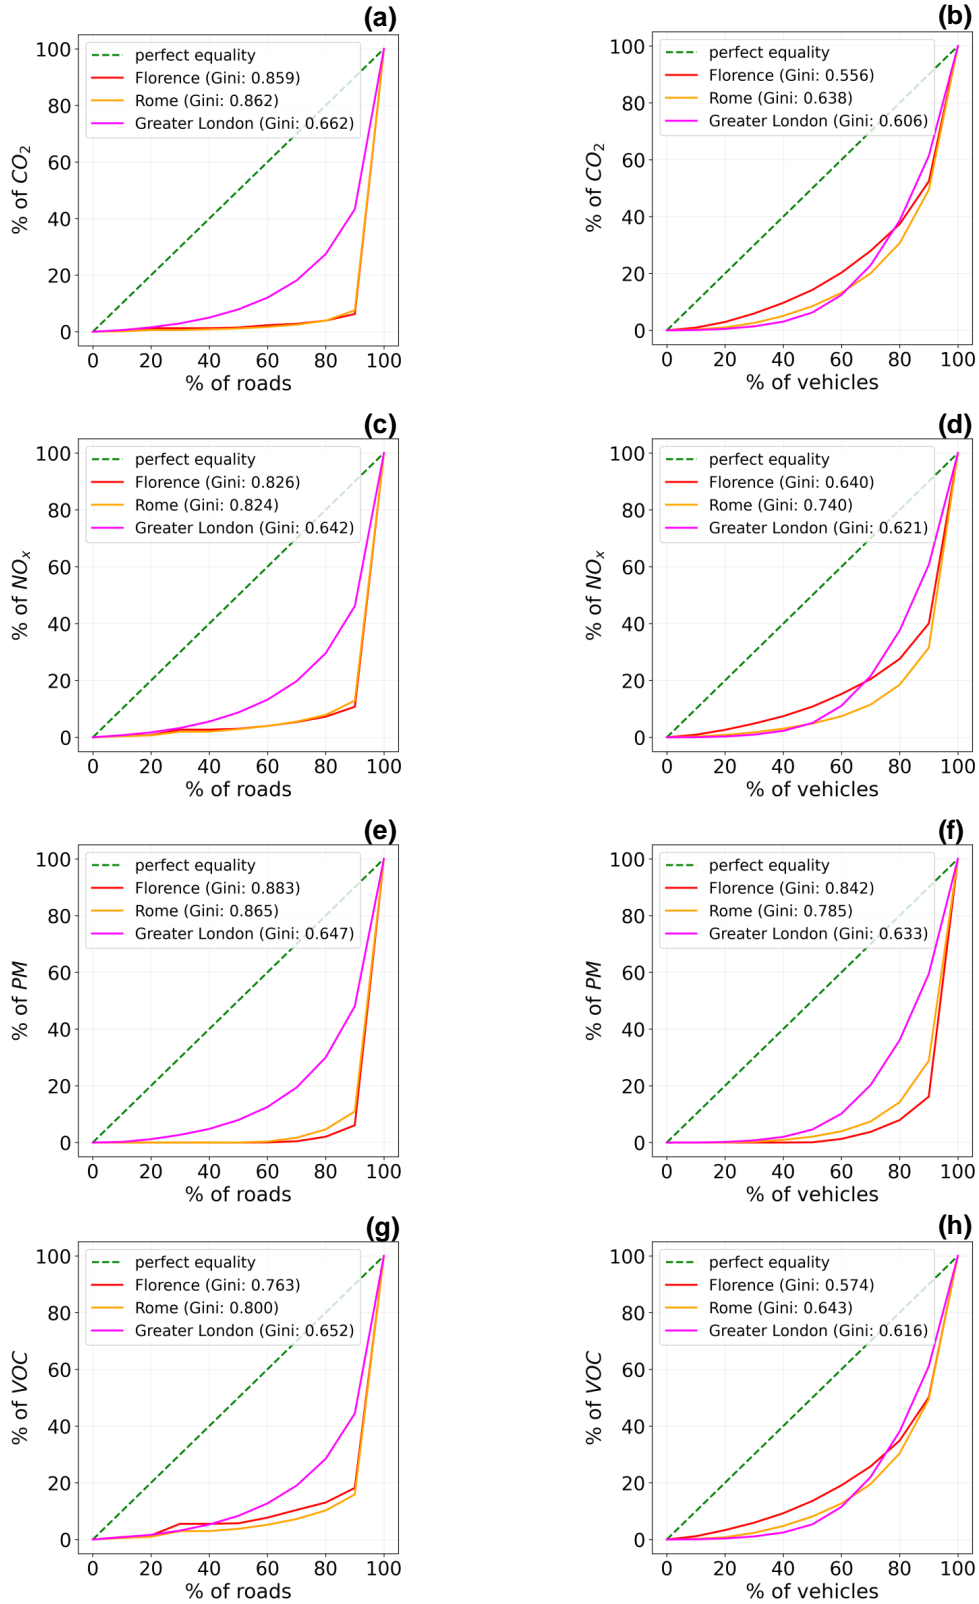 (a)
100
80
60
40
20
0
% of CO2
perfect equality
Florence (Gini: 0.859)
Rome (Gini: 0.862)
Greater London (Gini: 0.662)
0 20 40 60 80 100
% of roads
(b)
100
80
60
40
20
0
% of CO2
perfect equality
Florence (Gini: 0.556)
Rome (Gini: 0.638)
Greater London (Gini: 0.606)
0 20 40 60 80 100
% of vehicles
(c)
100
80
60
40
20
0
% of NOx
perfect equality
Florence (Gini: 0.826)
Rome (Gini: 0.824)
Greater London (Gini: 0.642)
0 20 40 60 80 100
% of roads
(d)
100
80
60
40
20
0
% of NOx
perfect equality
Florence (Gini: 0.640)
Rome (Gini: 0.740)
Greater London (Gini: 0.621)
0 20 40 60 80 100
% of vehicles
(e)
100
80
60
40
20
0
% of PM
perfect equality
Florence (Gini: 0.883)
Rome (Gini: 0.865)
Greater London (Gini: 0.647)
0 20 40 60 80 100
% of roads
(f)
100
80
60
40
20
0
% of PM
perfect equality
Florence (Gini: 0.842)
Rome (Gini: 0.785)
Greater London (Gini: 0.633)
0 20 40 60 80 100
% of vehicles
(g)
100
80
60
40
20
0
% of VOC
perfect equality
Florence (Gini: 0.763)
Rome (Gini: 0.800)
Greater London (Gini: 0.652)
0 20 40 60 80 100
% of roads
(h)
100
80
60
40
20
0
% of VOC
perfect equality
Florence (Gini: 0.574)
Rome (Gini: 0.643)
Greater London (Gini: 0.616)
0 20 40 60 80 100
% of vehicles